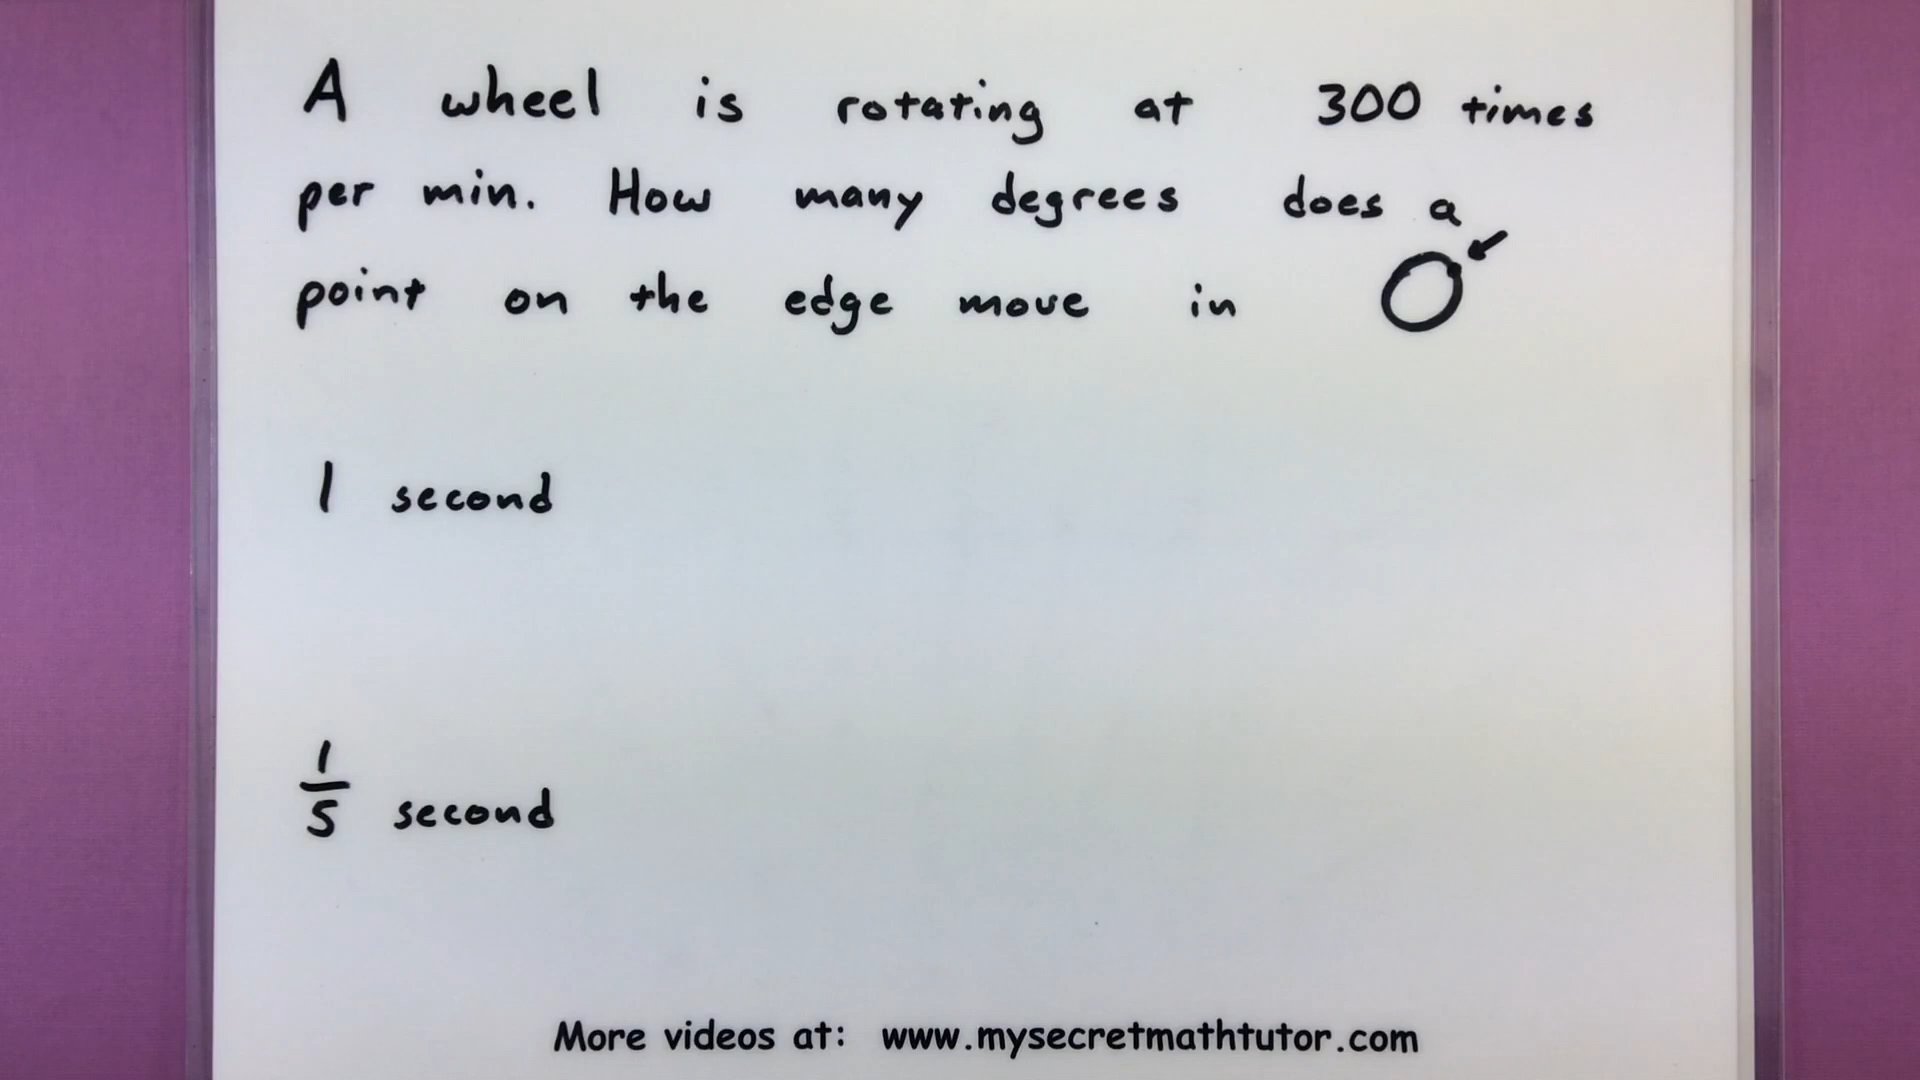 A wheel is rotating at 300 times
per min. How many degrees does a
point on the edge move in
1 second
1/5 second
More videos at: www.mysecretmathtutor.com